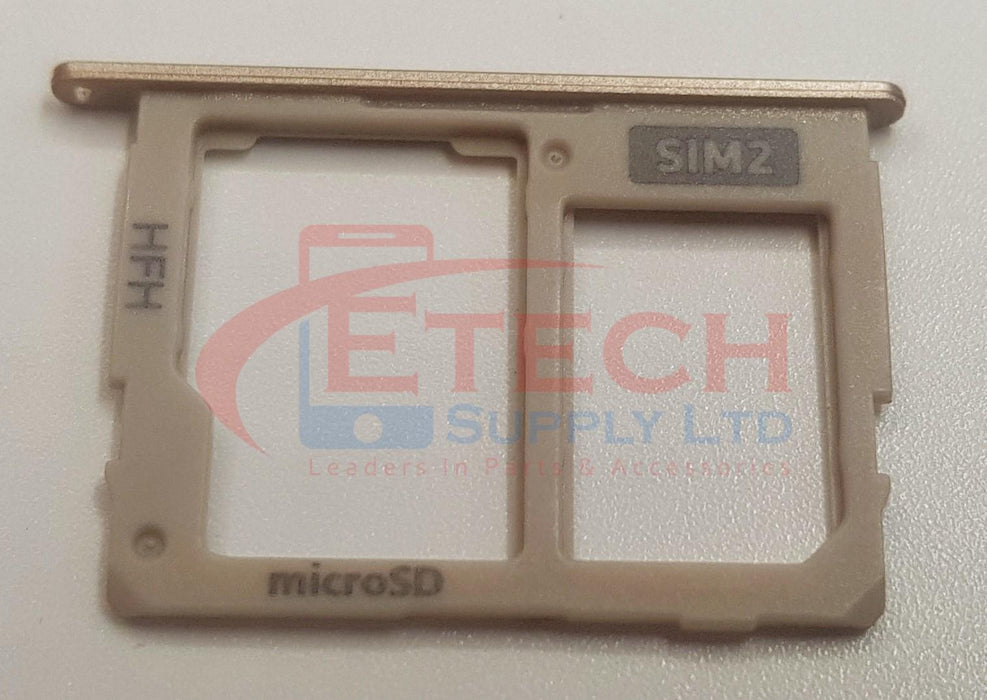 SIM2
HFH
ETECH
SUPPLY LTD
Leaders In Parts & Accessories
microSD